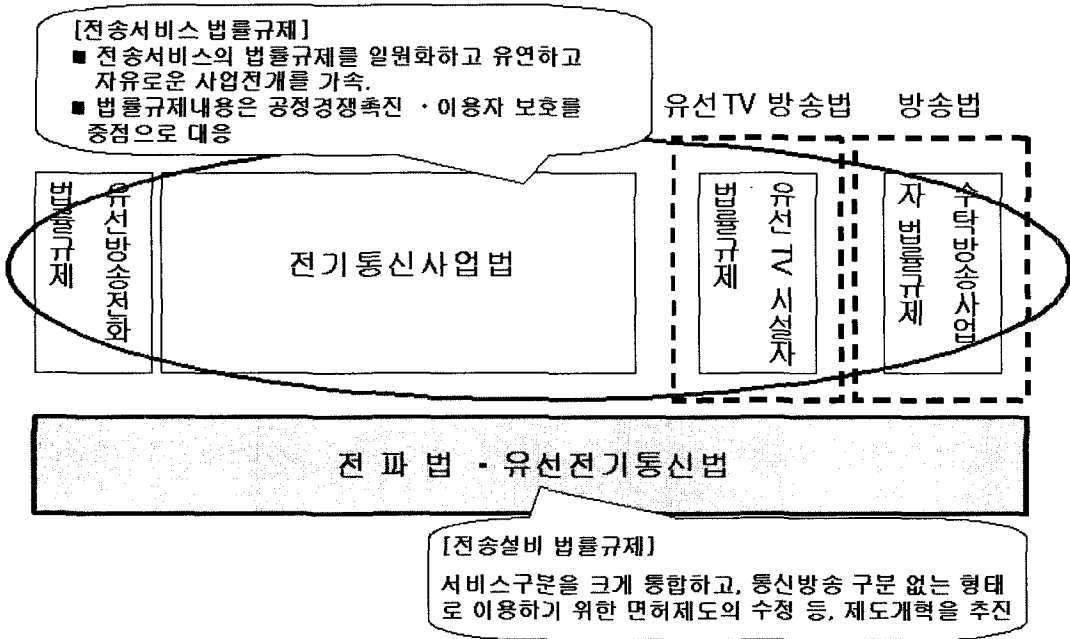 [전송서비스 법률규제]
■ 전송서비스의 법률규제를 일원화하고 유연하고
자유로운 사업전개를 가속.
■ 법률규제내용은 공정경쟁촉진 · 이용자 보호를
중점으로 대응
유선TV 방송법
방송법
유선방송전화
법률규제
전기통신사업법
유선TV시설자
법률규제
수탁방송사업
자 법률규제
전 파 법 · 유선전기통신법
[전송설비 법률규제]
서비스구분을 크게 통합하고, 통신방송 구분 없는 형태
로 이용하기 위한 면허제도의 수정 등, 제도개혁을 추진